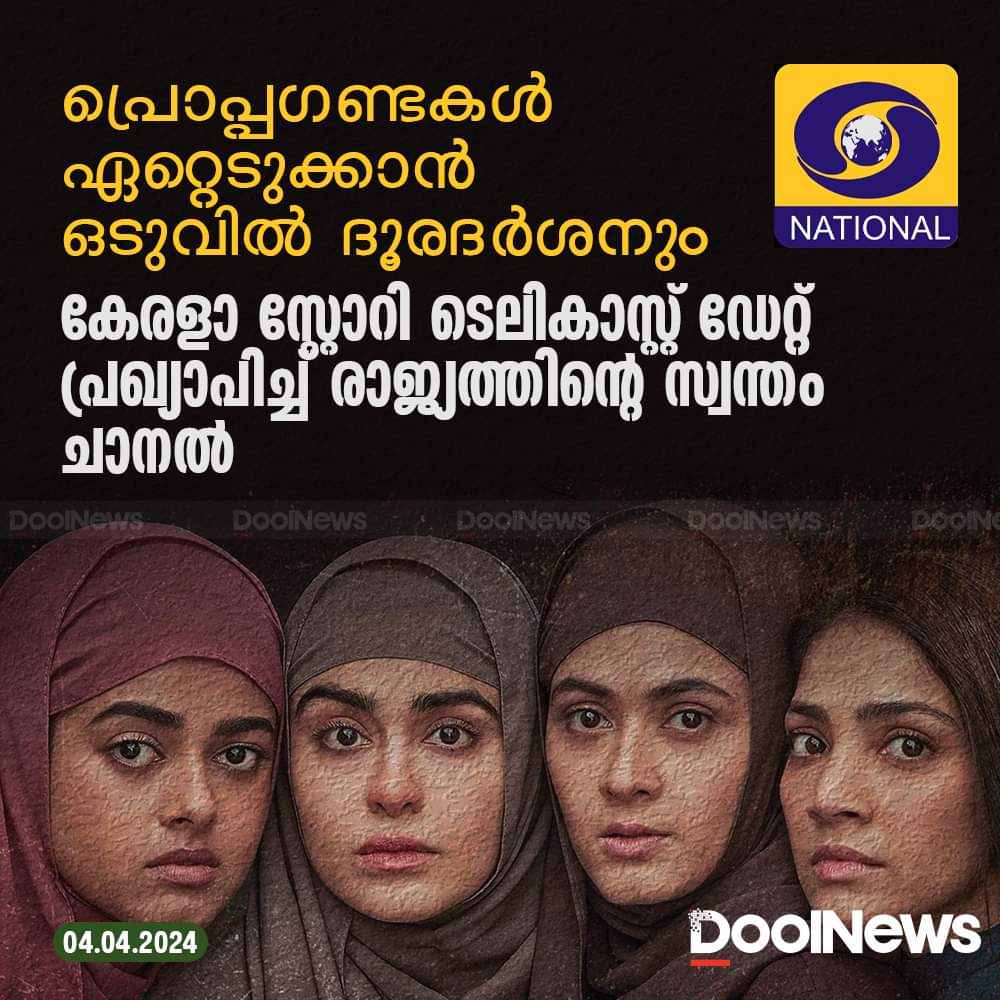 പ്രൊപ്പഗണ്ടകൾ
ഏറ്റെടുക്കാൻ
ഒടുവിൽ ദൂരദർശനും
NATIONAL
കേരളാ സ്റ്റോറി ടെലികാസ്റ്റ് ഡേറ്റ്
പ്രഖ്യാപിച്ച് രാജ്യത്തിന്റെ സ്വന്തം
ചാനൽ
DoolNews DoolNews DoolNews DoolNews DoolN
04.04.2024
DoolNews